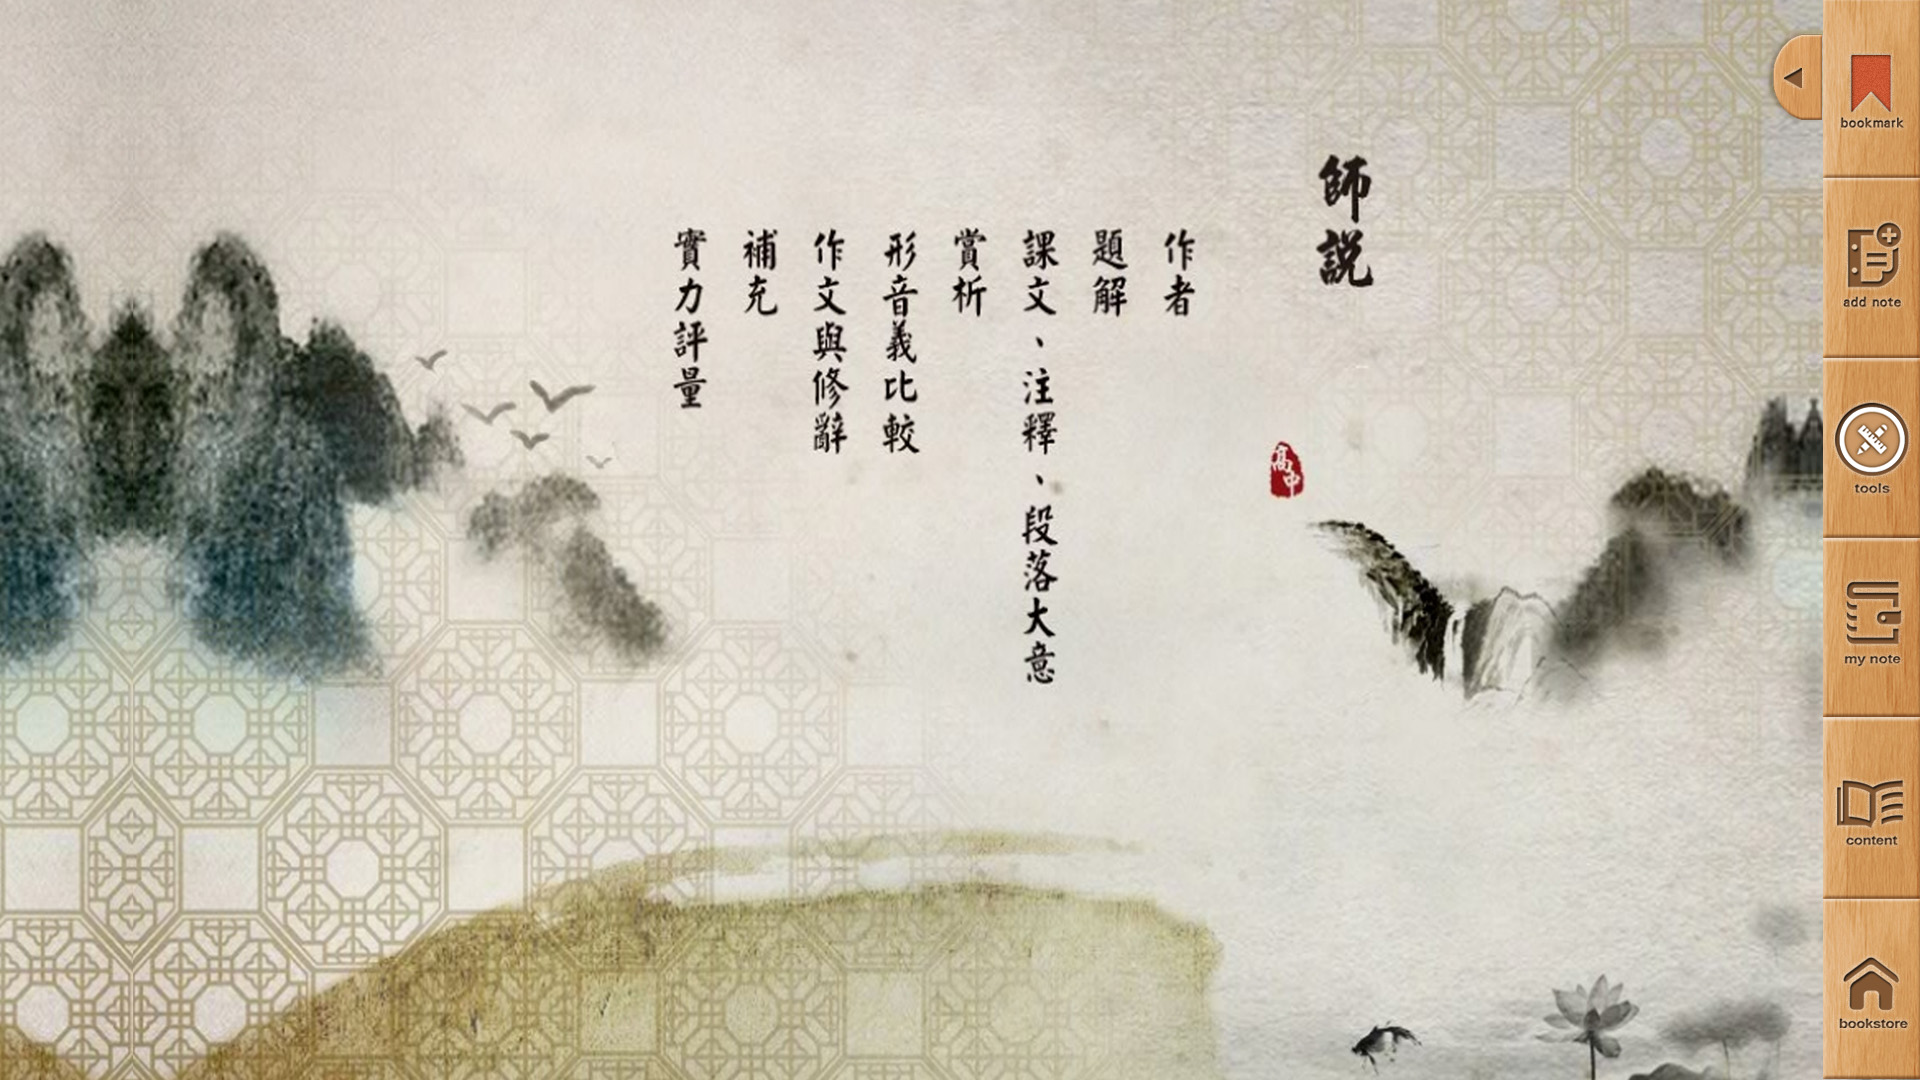 師說
高中
作者
題解
課文、注釋、段落大意
賞析
形音義比較
作文與修辭
補充
實力評量
bookmark
add note
tools
my note
content
bookstore